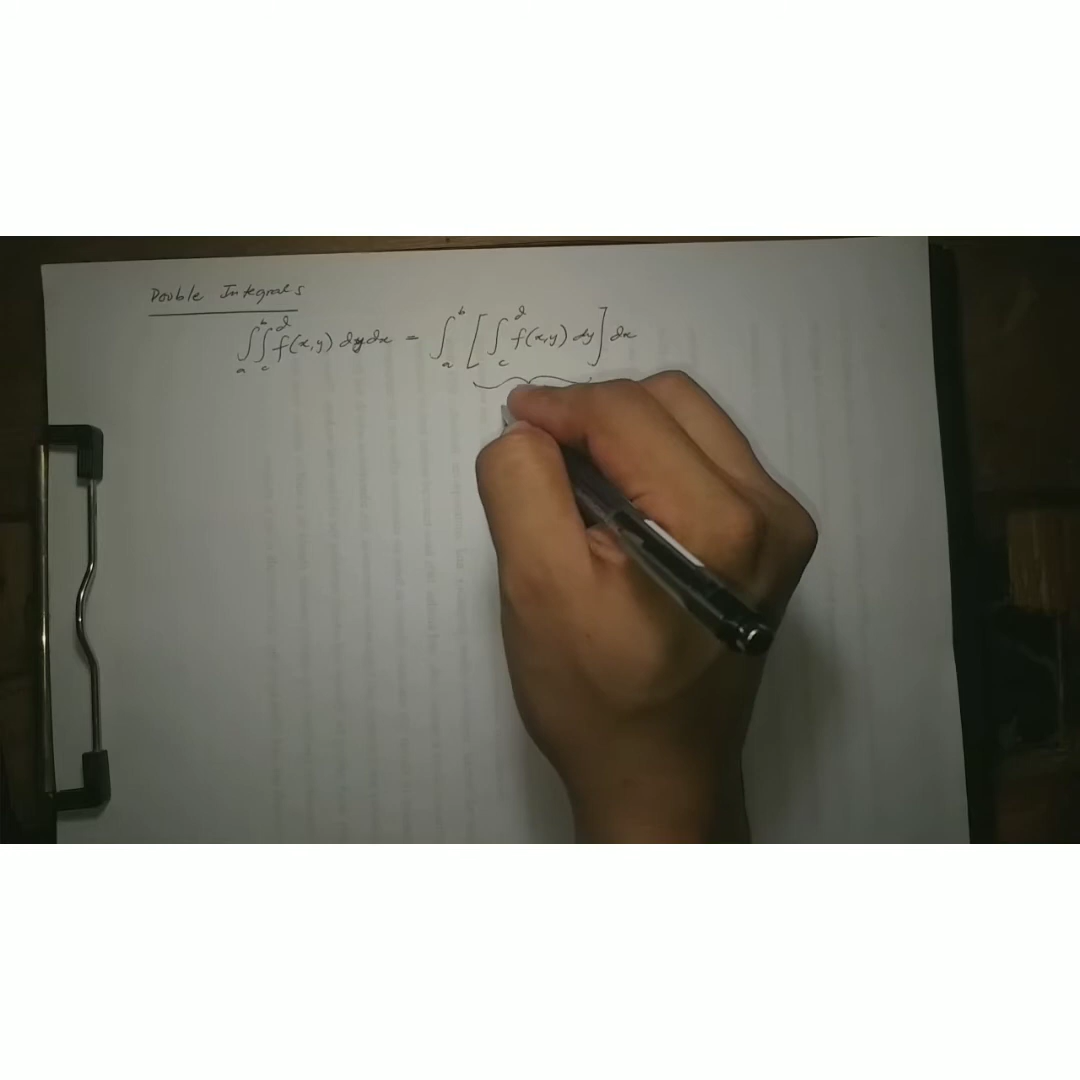 Double Integrals
∫_a^b ∫_c^d f(x,y) dy dx = ∫_a^b [ ∫_c^d f(x,y) dy ] dx